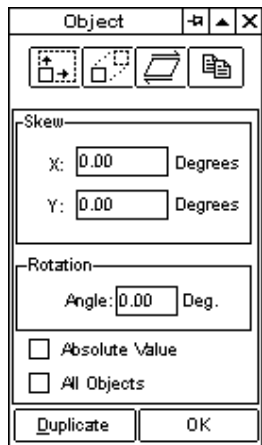 Object
Skew
X: 0.00 Degrees
Y: 0.00 Degrees
Rotation
Angle: 0.00 Deg.
Absolute Value
All Objects
Duplicate OK